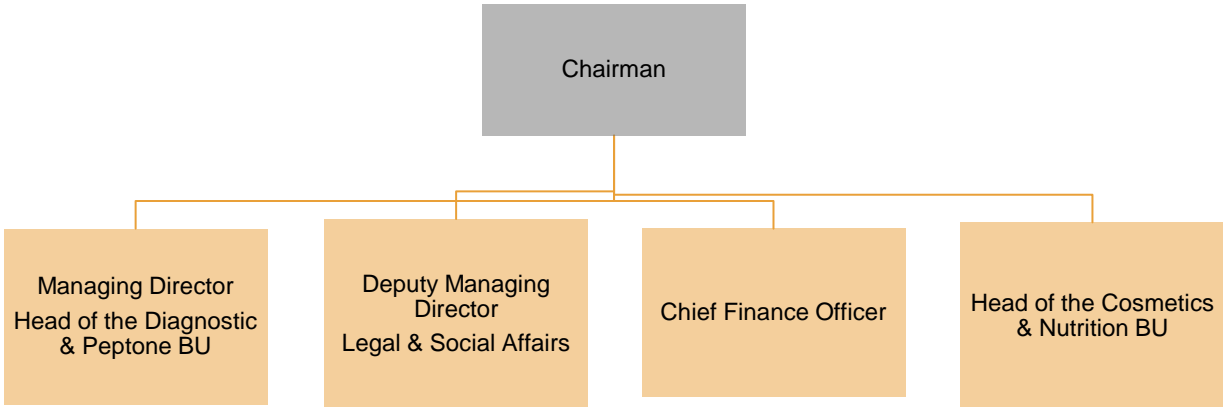 Chairman
Managing Director
Head of the Diagnostic
& Peptone BU
Deputy Managing
Director
Legal & Social Affairs
Chief Finance Officer
Head of the Cosmetics
& Nutrition BU